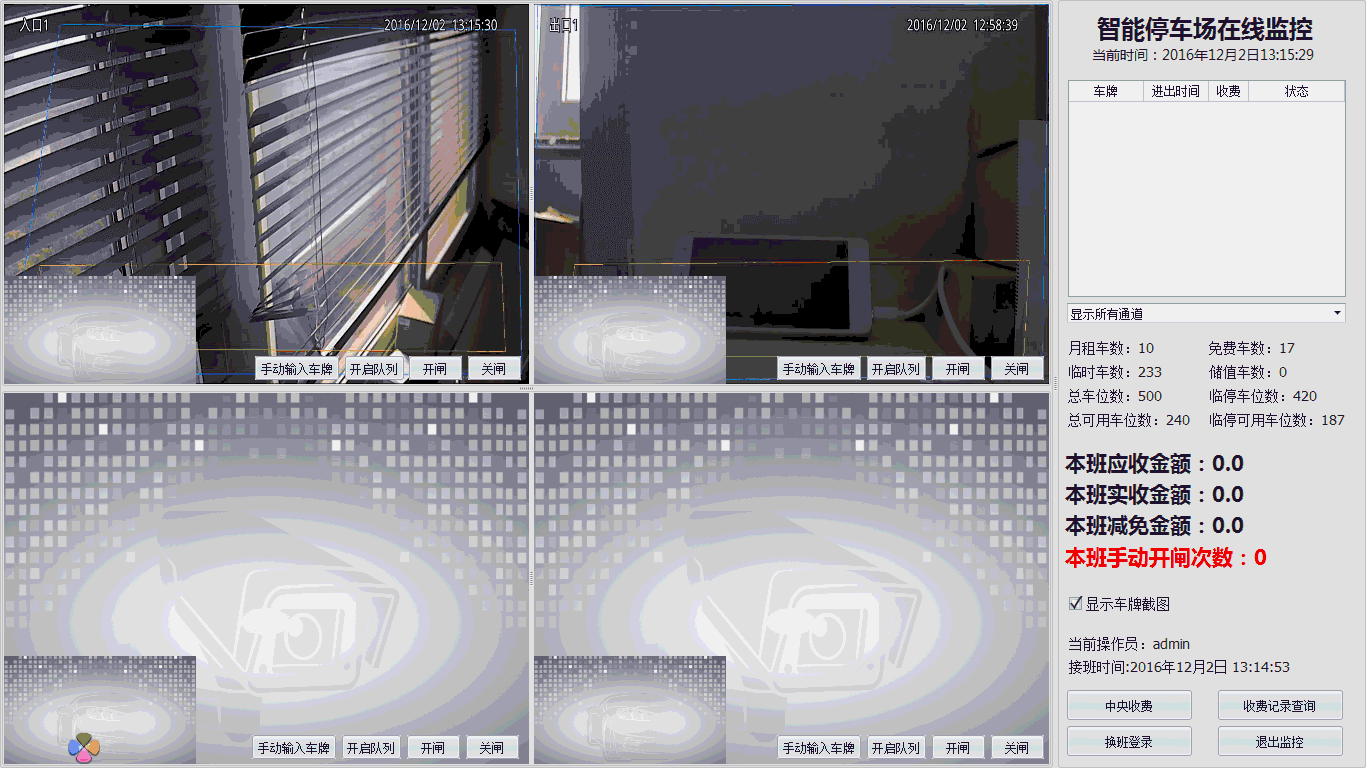 入口1
2016/12/02 13:15:30
手动输入车牌 开启队列 开闸 关闸
出口1
2016/12/02 12:58:39
手动输入车牌 开启队列 开闸 关闸
手动输入车牌 开启队列 开闸 关闸
手动输入车牌 开启队列 开闸 关闸
智能停车场在线监控
当前时间：2016年12月2日13:15:29
车牌 进出时间 收费 状态
显示所有通道
月租车数：10 免费车数：17
临时车数：233 储值车数：0
总车位数：500 临停车位数：420
总可用车位数：240 临停可用车位数：187
本班应收金额：0.0
本班实收金额：0.0
本班减免金额：0.0
本班手动开闸次数：0
显示车牌截图
当前操作员：admin
接班时间:2016年12月2日 13:14:53
中央收费 收费记录查询
换班登录 退出监控